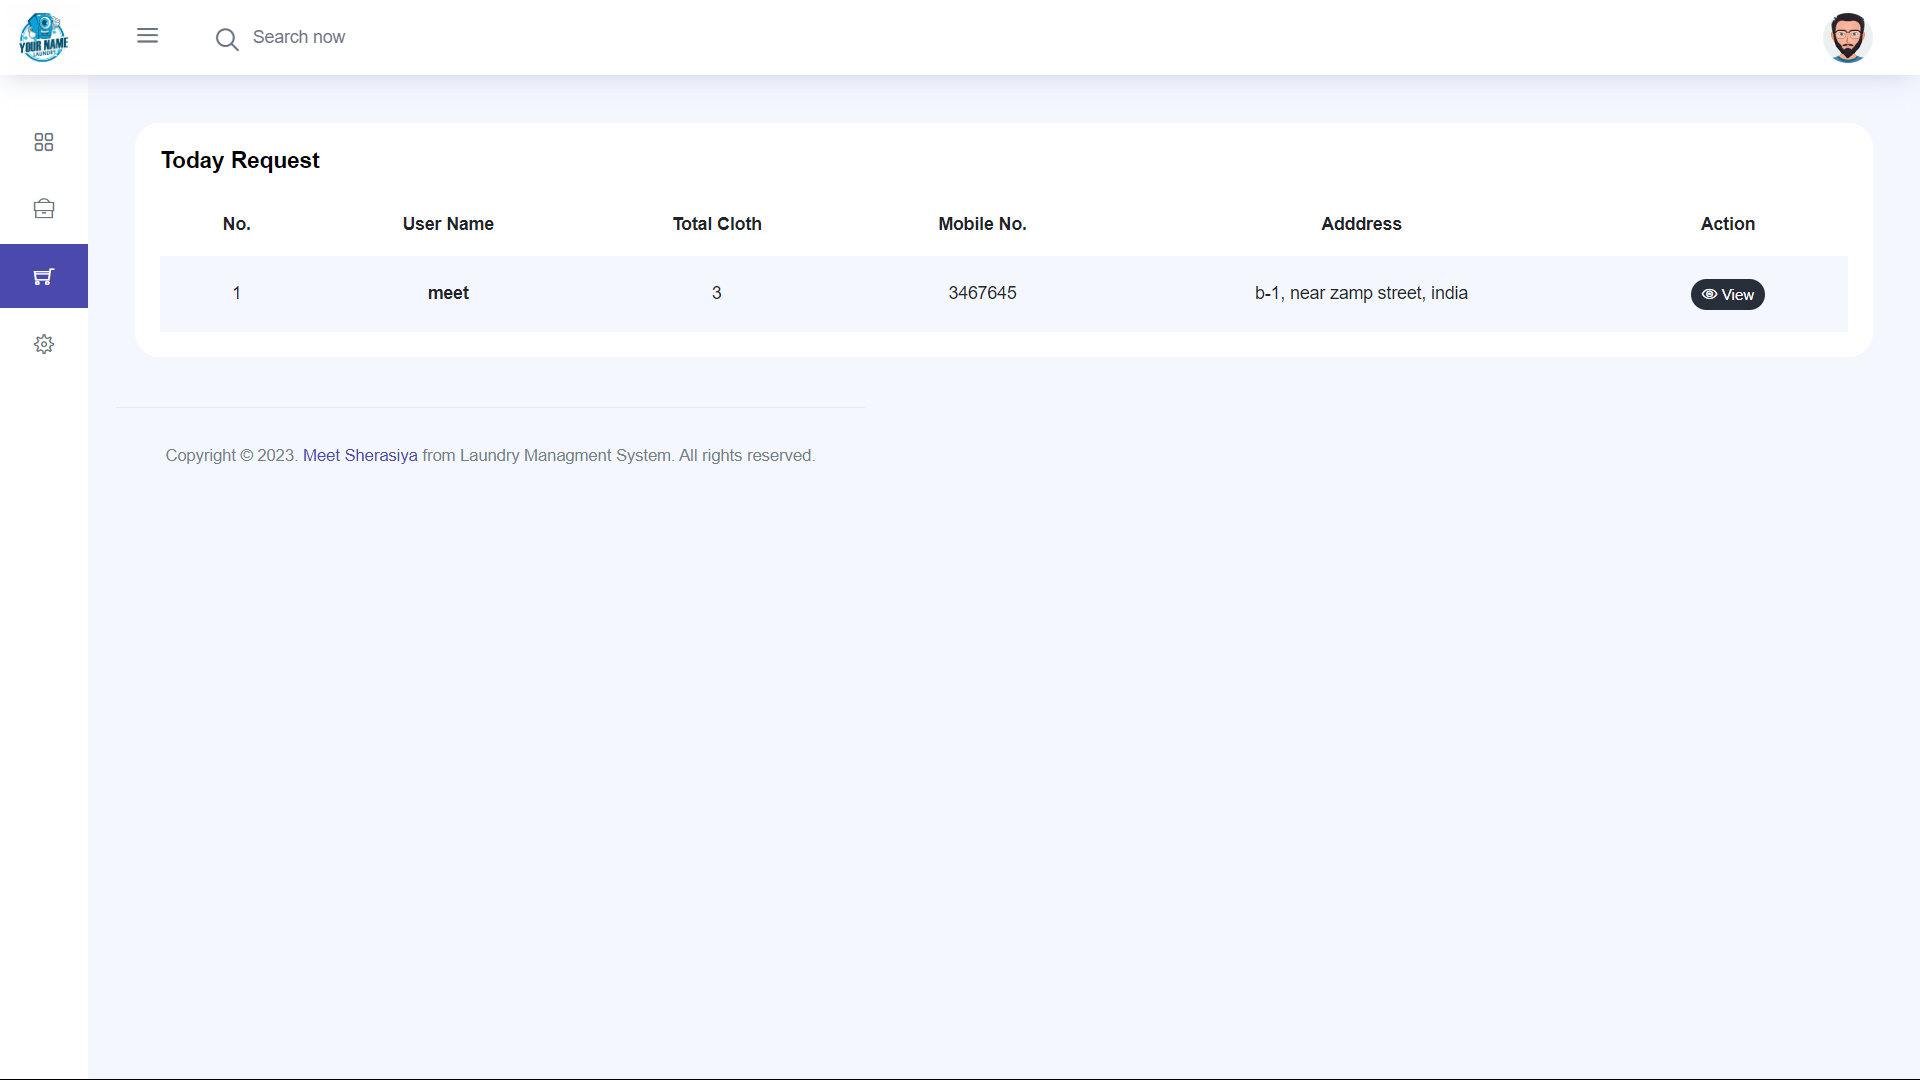 YOUR NAME
LAUNDRY
Search now
Today Request
No. User Name Total Cloth Mobile No. Adddress Action
1 meet 3 3467645 b-1, near zamp street, india View
Copyright © 2023. Meet Sherasiya from Laundry Managment System. All rights reserved.